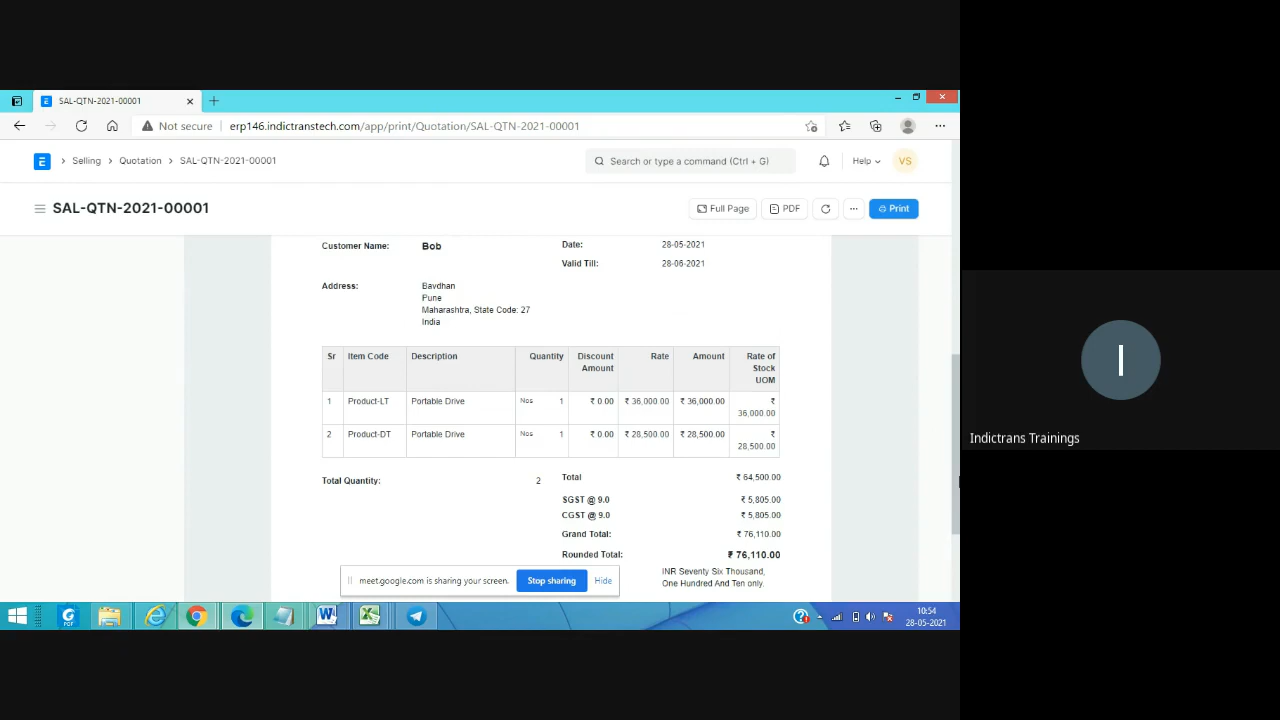 SAL-QTN-2021-00001
Not secure erp146.indictranstech.com/app/print/Quotation/SAL-QTN-2021-00001
E Selling Quotation SAL-QTN-2021-00001 Search or type a command (Ctrl + G) Help VS
SAL-QTN-2021-00001 Full Page PDF ... Print
Customer Name: Bob Date: 28-05-2021
Valid Till: 28-06-2021
Address: Bavdhan
Pune
Maharashtra, State Code: 27
India
Sr Item Code Description Quantity Discount Amount Rate Amount Rate of Stock UOM
1 Product-LT Portable Drive Nos 1 ₹ 0.00 ₹ 36,000.00 ₹ 36,000.00 ₹ 36,000.00
2 Product-DT Portable Drive Nos 1 ₹ 0.00 ₹ 28,500.00 ₹ 28,500.00 ₹ 28,500.00
Total Quantity: 2 Total ₹ 64,500.00
SGST @ 9.0 ₹ 5,805.00
CGST @ 9.0 ₹ 5,805.00
Grand Total: ₹ 76,110.00
Rounded Total: ₹ 76,110.00
INR Seventy Six Thousand,
One Hundred And Ten only.
meet.google.com is sharing your screen. Stop sharing Hide
10:54
28-05-2021
I
Indictrans Trainings